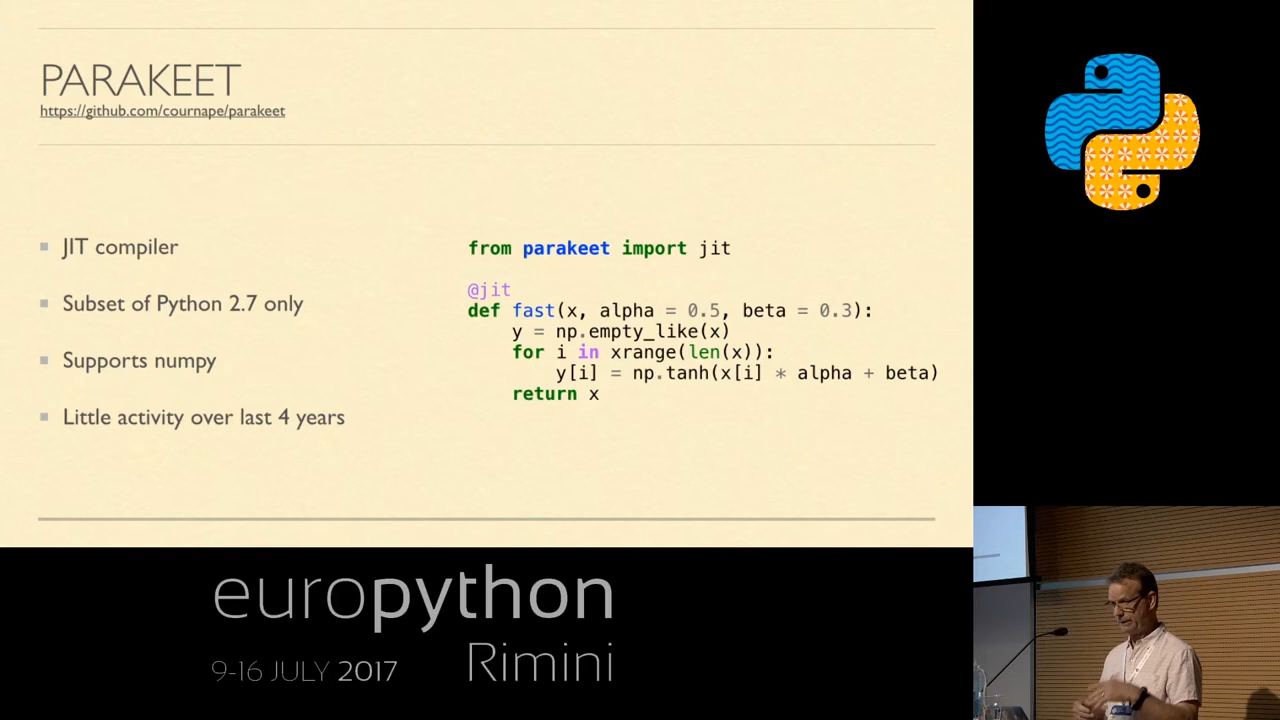 PARAKEET
https://github.com/cournape/parakeet
JIT compiler
Subset of Python 2.7 only
Supports numpy
Little activity over last 4 years
from parakeet import jit
@jit
def fast(x, alpha = 0.5, beta = 0.3):
    y = np.empty_like(x)
    for i in xrange(len(x)):
        y[i] = np.tanh(x[i] * alpha + beta)
    return x
europython
9-16 JULY 2017 Rimini